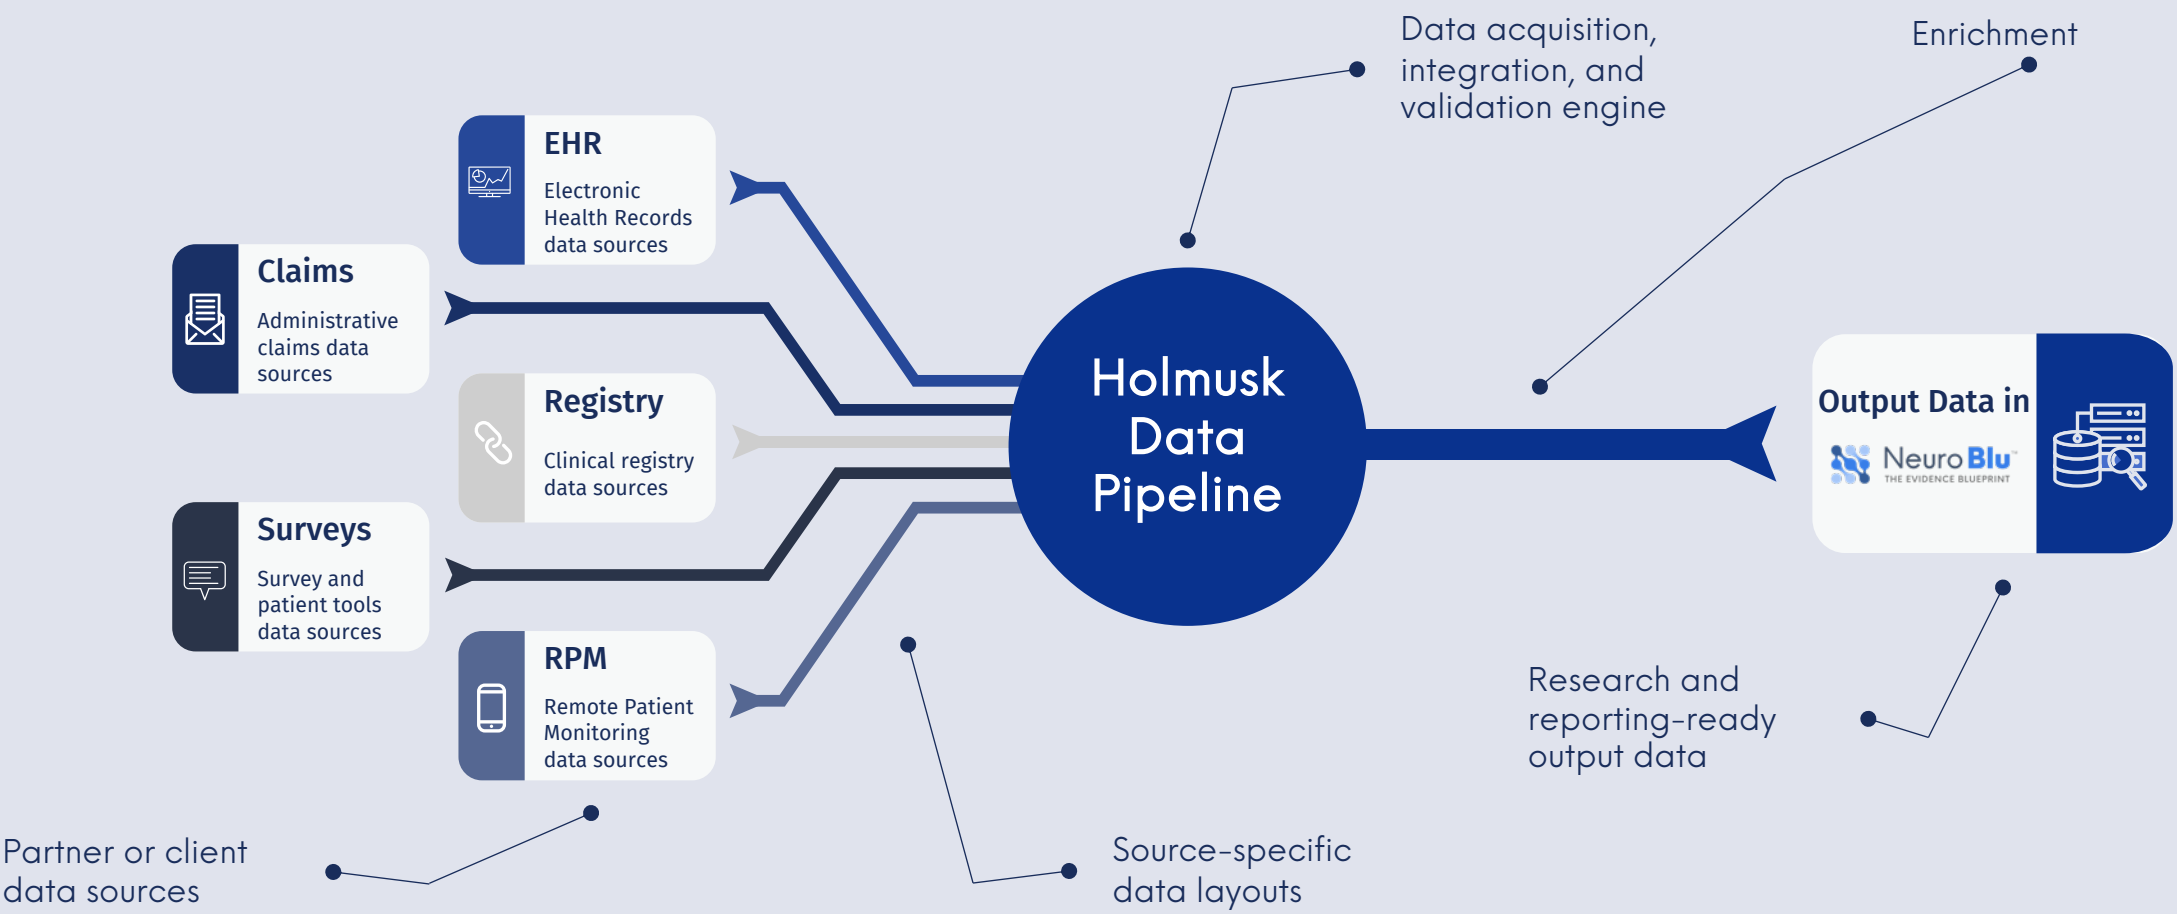 Data acquisition,
integration, and
validation engine
Enrichment
EHR
Electronic
Health Records
data sources
Claims
Administrative
claims data
sources
Registry
Clinical registry
data sources
Surveys
Survey and
patient tools
data sources
RPM
Remote Patient
Monitoring
data sources
Holmusk
Data
Pipeline
Output Data in
NeuroBlu™
THE EVIDENCE BLUEPRINT
Research and
reporting-ready
output data
Partner or client
data sources
Source-specific
data layouts